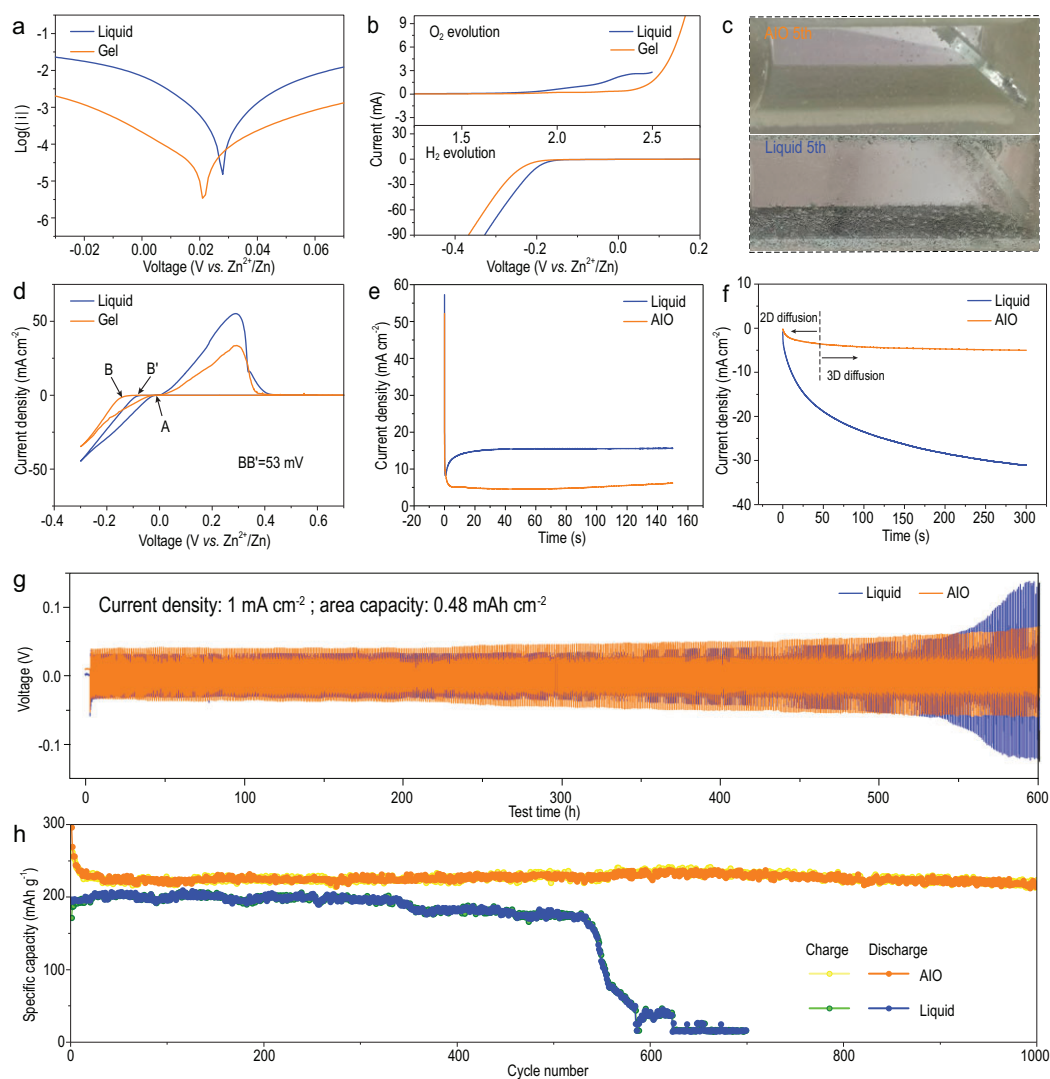 a
Liquid
Gel
Log(|i|)
-1
-2
-3
-4
-5
-6
-0.02 0.00 0.02 0.04 0.06
Voltage (V vs. Zn²⁺/Zn)
b
O₂ evolution
Liquid
Gel
Current (mA)
9
6
3
0
1.5 2.0 2.5
H₂ evolution
0
-30
-60
-90
-0.4 -0.2 0.0 0.2
Voltage (V vs. Zn²⁺/Zn)
c
AIO 5th
Liquid 5th
d
Liquid
Gel
Current density (mA cm⁻²)
50
0
-50
B
B'
A
BB'=53 mV
-0.4 -0.2 0.0 0.2 0.4 0.6
Voltage (V vs. Zn²⁺/Zn)
e
Liquid
AIO
Current density (mA cm⁻²)
60
50
40
30
20
10
0
-20 0 20 40 60 80 100 120 140 160
Time (s)
f
Liquid
AIO
2D diffusion
3D diffusion
Current density (mA cm⁻²)
10
0
-10
-20
-30
-40
0 50 100 150 200 250 300
Time (s)
g
Current density: 1 mA cm⁻² ; area capacity: 0.48 mAh cm⁻²
Liquid AIO
Voltage (V)
0.1
0.0
-0.1
0 100 200 300 400 500 600
Test time (h)
h
Specific capacity (mAh g⁻¹)
300
200
100
0
Charge Discharge
AIO
Liquid
0 200 400 600 800 1000
Cycle number